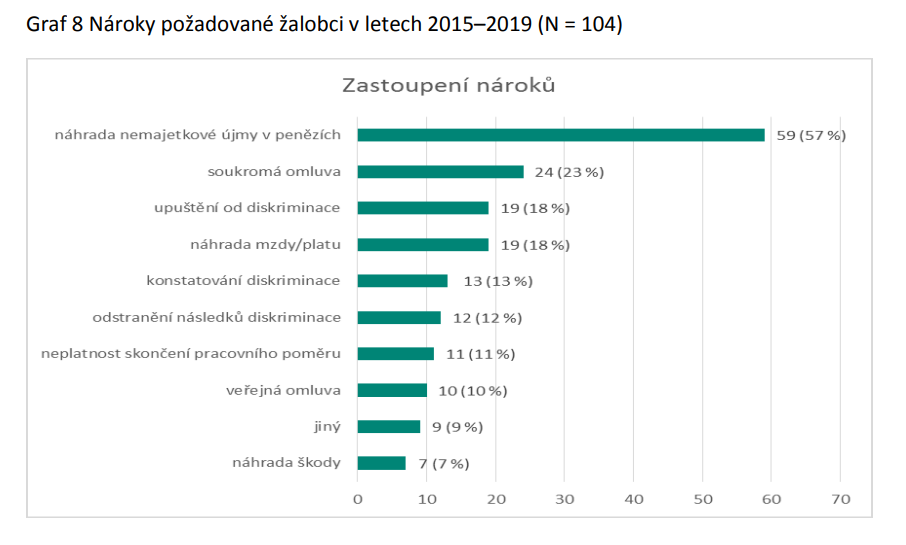 Graf 8 Nároky požadované žalobci v letech 2015–2019 (N = 104)
Zastoupení nároků
náhrada nemajetkové újmy v penězích 59 (57 %)
soukromá omluva 24 (23 %)
upuštění od diskriminace 19 (18 %)
náhrada mzdy/platu 19 (18 %)
konstatování diskriminace 13 (13 %)
odstranění následků diskriminace 12 (12 %)
neplatnost skončení pracovního poměru 11 (11 %)
veřejná omluva 10 (10 %)
jiný 9 (9 %)
náhrada škody 7 (7 %)
0 10 20 30 40 50 60 70